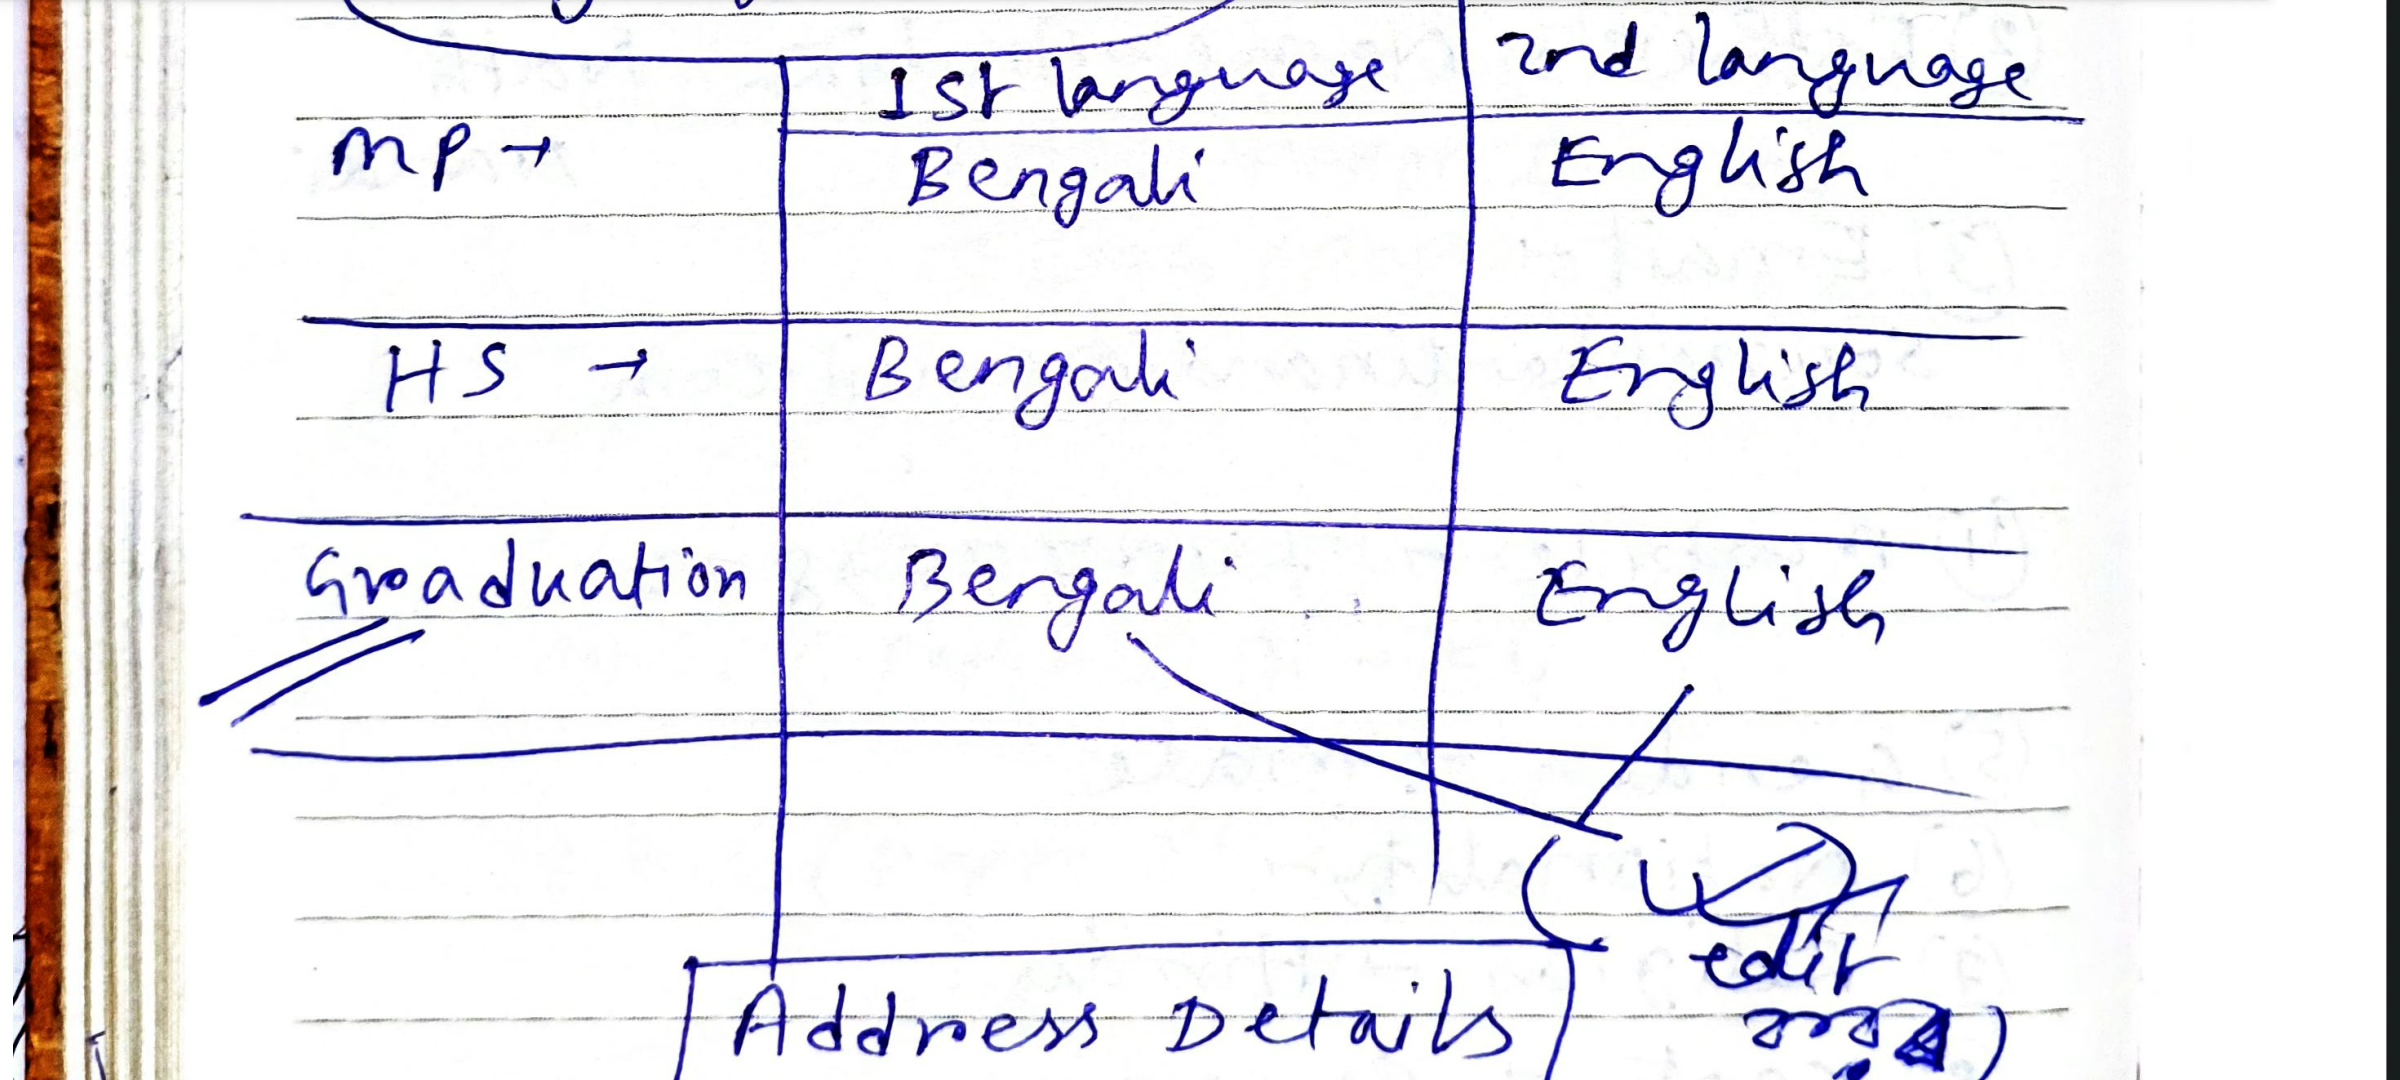 1st language 2nd language
MP → Bengali English
HS → Bengali English
Graduation Bengali English
edit
Address Details